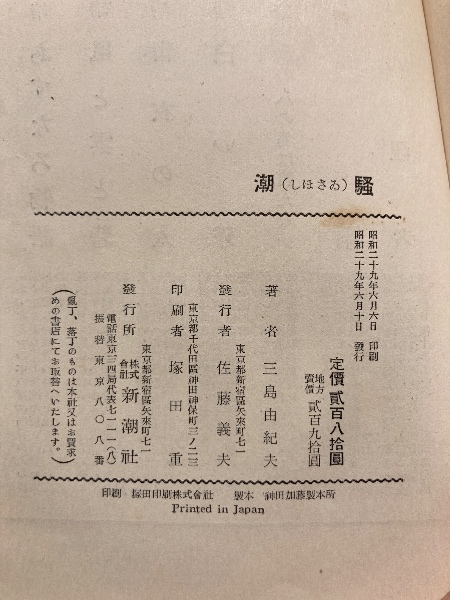 潮(しほさゐ)騷
昭和二十九年六月六日 印刷
昭和二十九年六月十日 發行
定價 貳百八拾圓
地方賣價 貳百九拾圓
著者 三島由紀夫
東京都新宿區矢來町七一
發行者 佐藤義夫
東京都千代田區神田神保町三ノ二三
印刷者 塚田重
東京都新宿區矢來町七一
發行所 株式會社 新潮社
電話東京三四局代表七一一一(八)
振替東京八〇八番
(亂丁、落丁のものは本社又はお買求
めの書店にてお取替へいたします。)
印刷・塚田印刷株式會社 製本 神田加藤製本所
Printed in Japan